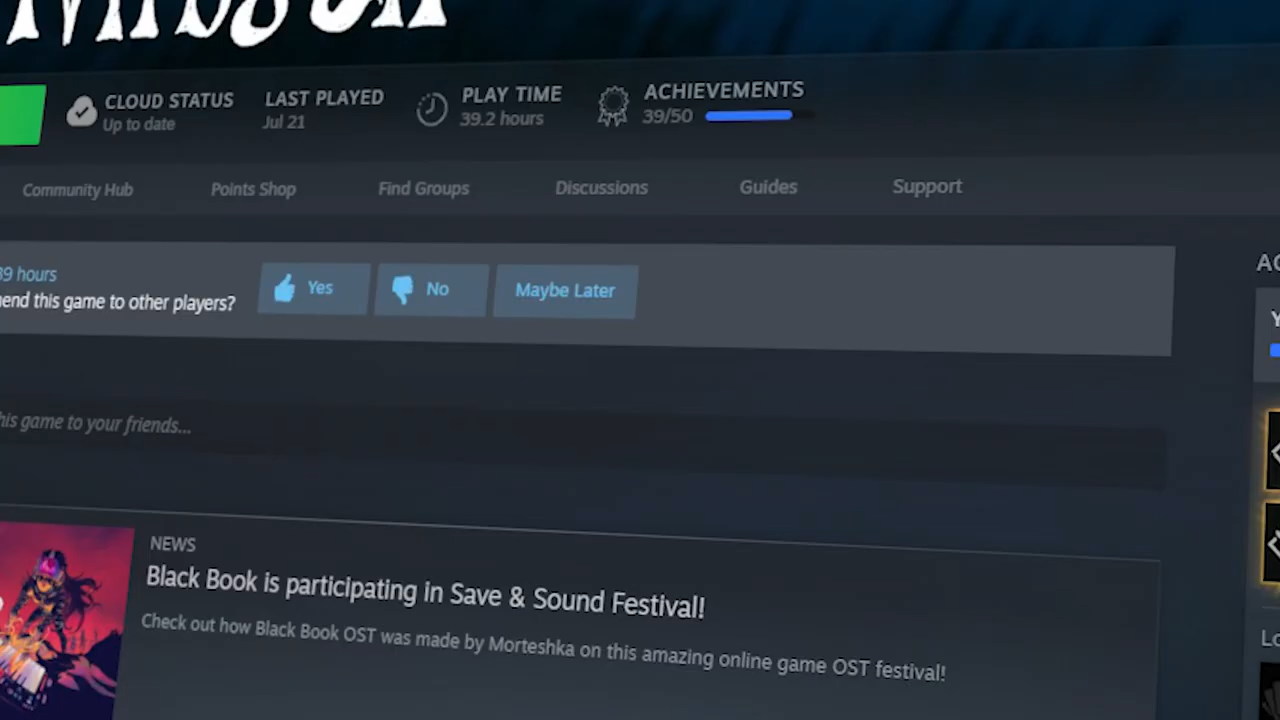 CLOUD STATUS
Up to date
LAST PLAYED
Jul 21
PLAY TIME
39.2 hours
ACHIEVEMENTS
39/50
Community Hub
Points Shop
Find Groups
Discussions
Guides
Support
39 hours
this game to other players?
Yes
No
Maybe Later
game to your friends...
NEWS
Black Book is participating in Save & Sound Festival!
Check out how Black Book OST was made by Morteshka on this amazing online game OST festival!